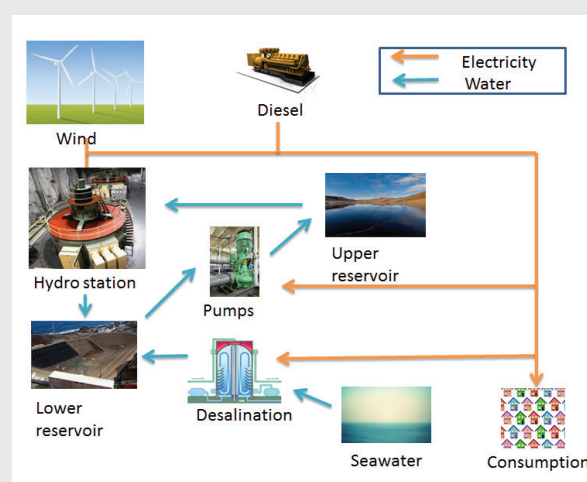 Electricity
Water
Wind
Diesel
Hydro station
Pumps
Upper
reservoir
Lower
reservoir
Desalination
Seawater
Consumption